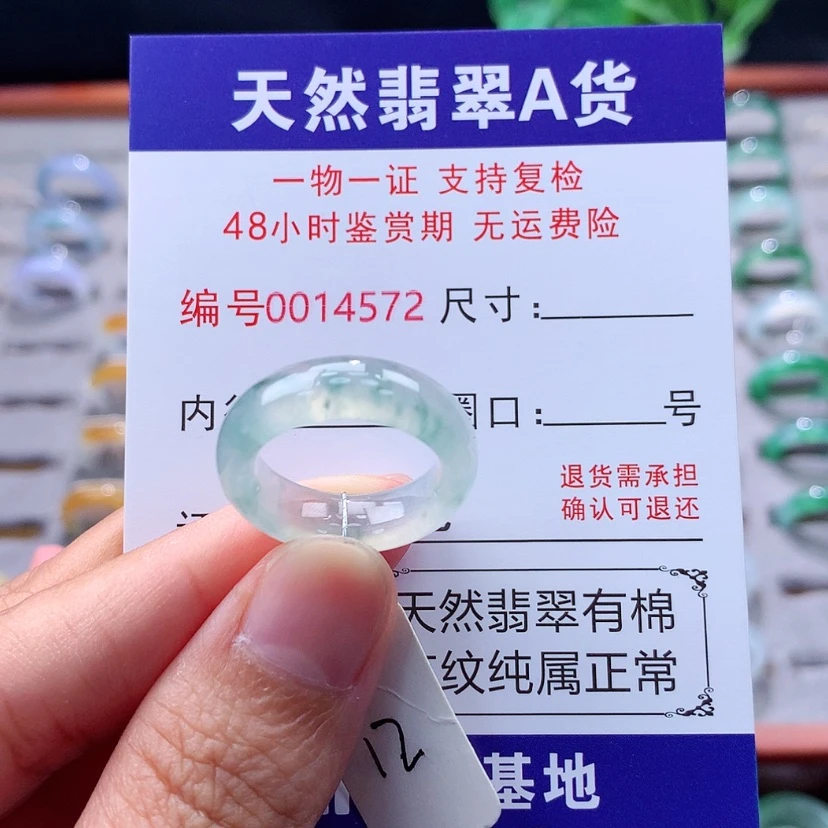 天然翡翠A货
一物一证 支持复检
48小时鉴赏期 无运费险
编号0014572 尺寸：
内 圈口： 号
退货需承担
确认可退还
天然翡翠有棉
纹纯属正常
12
基地